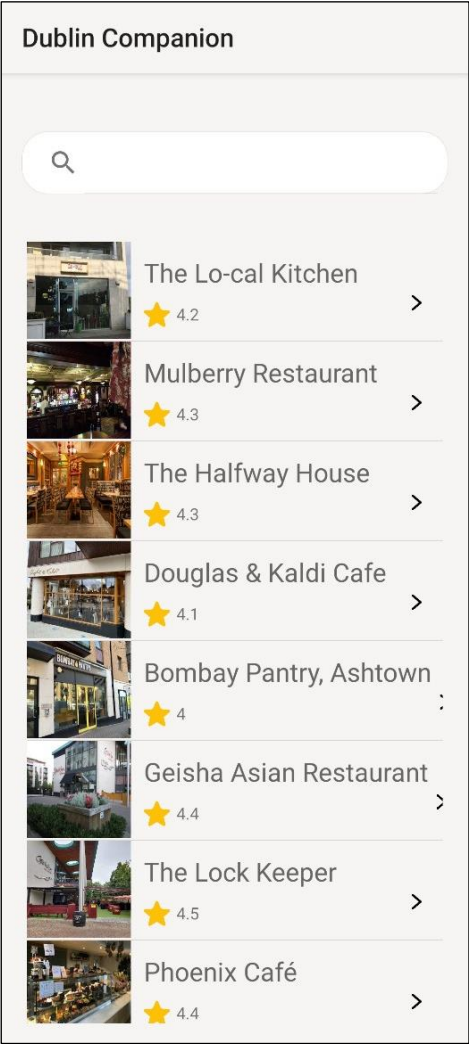 Dublin Companion
The Lo-cal Kitchen
4.2
Mulberry Restaurant
4.3
The Halfway House
4.3
Douglas & Kaldi Cafe
4.1
Bombay Pantry, Ashtown
4
Geisha Asian Restaurant
4.4
The Lock Keeper
4.5
Phoenix Café
4.4